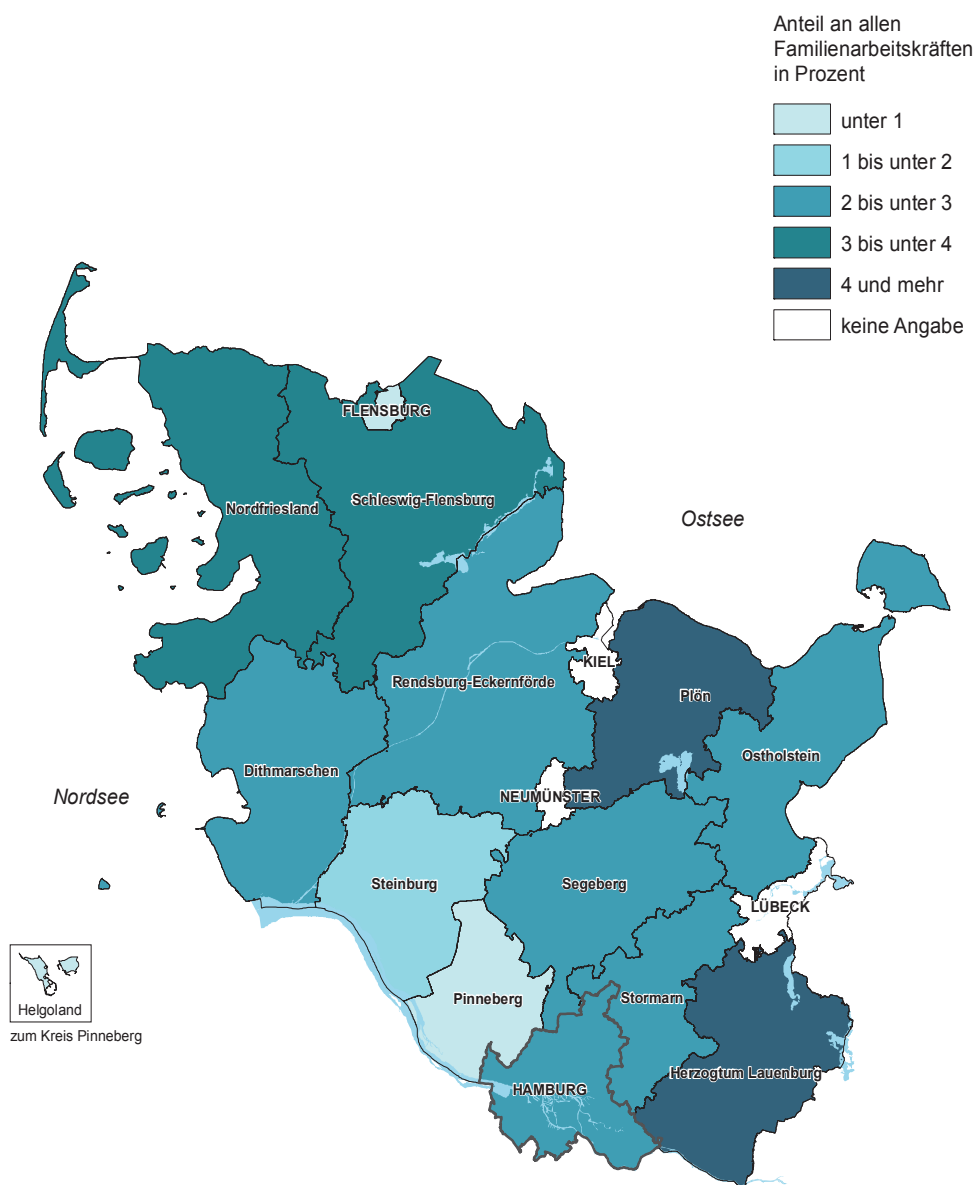 Anteil an allen
Familienarbeitskräften
in Prozent
unter 1
1 bis unter 2
2 bis unter 3
3 bis unter 4
4 und mehr
keine Angabe
FLENSBURG
Nordfriesland
Schleswig-Flensburg
Ostsee
KIEL
Rendsburg-Eckernförde
Plön
Ostholstein
Dithmarschen
Nordsee
NEUMÜNSTER
Steinburg
Segeberg
LÜBECK
Pinneberg
Stormarn
Helgoland
zum Kreis Pinneberg
Herzogtum Lauenburg
HAMBURG